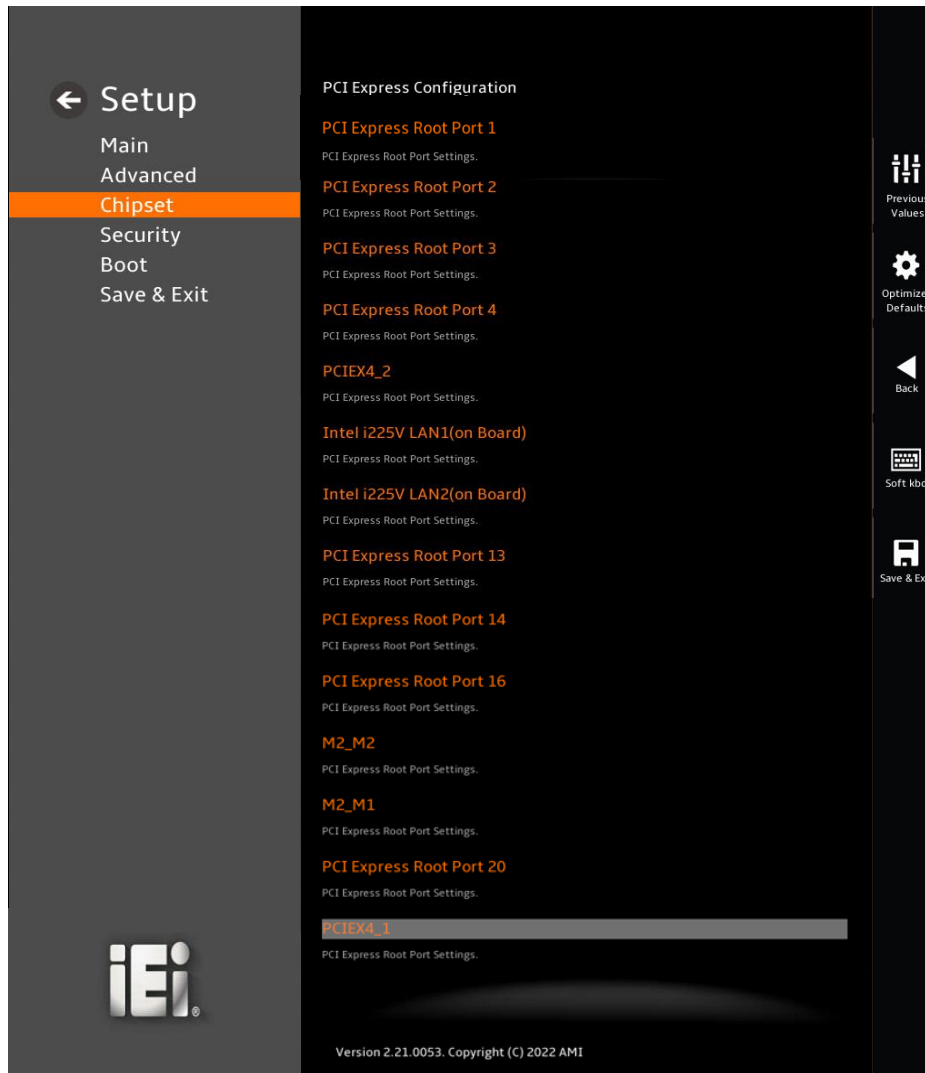 Setup
Main
Advanced
Chipset
Security
Boot
Save & Exit
PCI Express Configuration
PCI Express Root Port 1
PCI Express Root Port Settings.
PCI Express Root Port 2
PCI Express Root Port Settings.
PCI Express Root Port 3
PCI Express Root Port Settings.
PCI Express Root Port 4
PCI Express Root Port Settings.
PCIEX4_2
PCI Express Root Port Settings.
Intel i225V LAN1(on Board)
PCI Express Root Port Settings.
Intel i225V LAN2(on Board)
PCI Express Root Port Settings.
PCI Express Root Port 13
PCI Express Root Port Settings.
PCI Express Root Port 14
PCI Express Root Port Settings.
PCI Express Root Port 16
PCI Express Root Port Settings.
M2_M2
PCI Express Root Port Settings.
M2_M1
PCI Express Root Port Settings.
PCI Express Root Port 20
PCI Express Root Port Settings.
PCIEX4_1
PCI Express Root Port Settings.
Version 2.21.0053. Copyright (C) 2022 AMI
Previous
Values
Optimize
Default
Back
Soft kbd
Save & Ex
iEi®